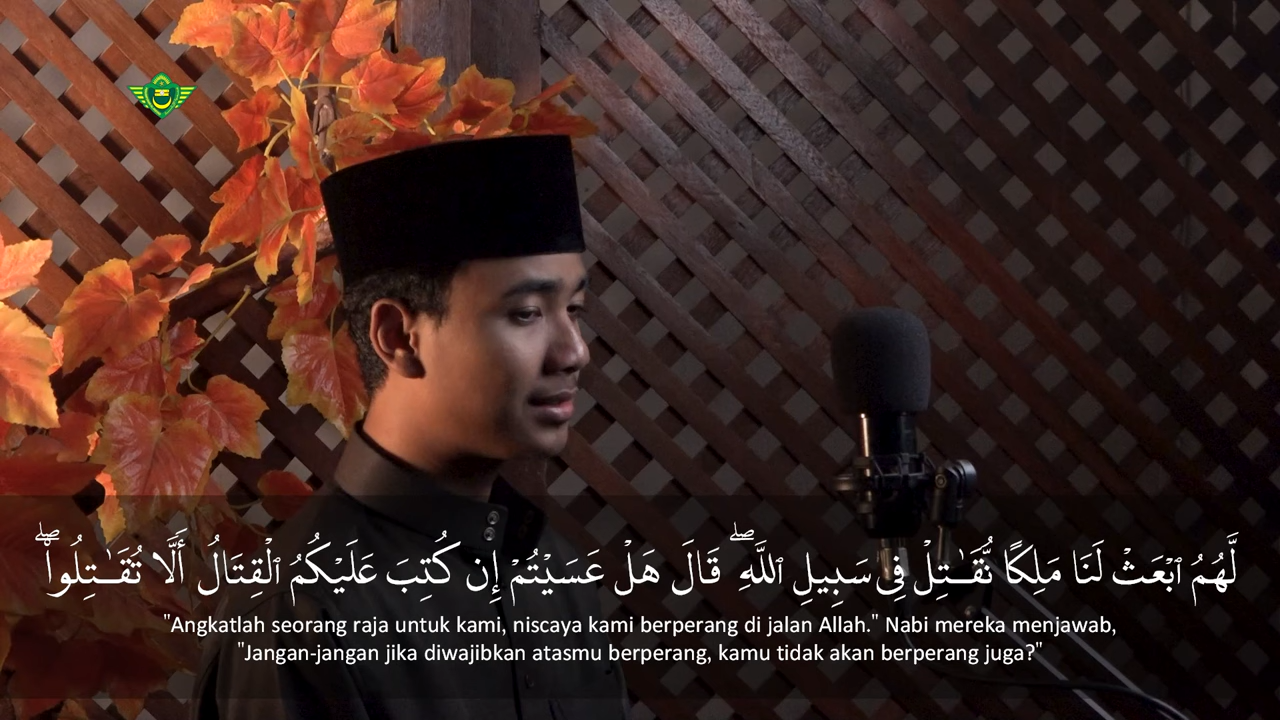 لَّهُمُ ٱبْعَثْ لَنَا مَلِكًا نُّقَـٰتِلْ فِى سَبِيلِ ٱللَّهِ ۖ قَالَ هَلْ عَسَيْتُمْ إِن كُتِبَ عَلَيْكُمُ ٱلْقِتَالُ أَلَّا تُقَـٰتِلُوا۟ ۖ
"Angkatlah seorang raja untuk kami, niscaya kami berperang di jalan Allah." Nabi mereka menjawab,
"Jangan-jangan jika diwajibkan atasmu berperang, kamu tidak akan berperang juga?"